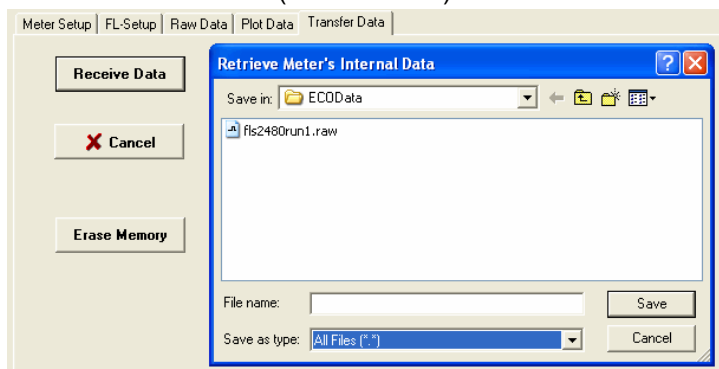 Meter Setup FL-Setup Raw Data Plot Data Transfer Data
Receive Data
Cancel
Erase Memory
Retrieve Meter's Internal Data
Save in: ECOData
fls2480run1.raw
File name:
Save
Save as type: All Files (*.*)
Cancel